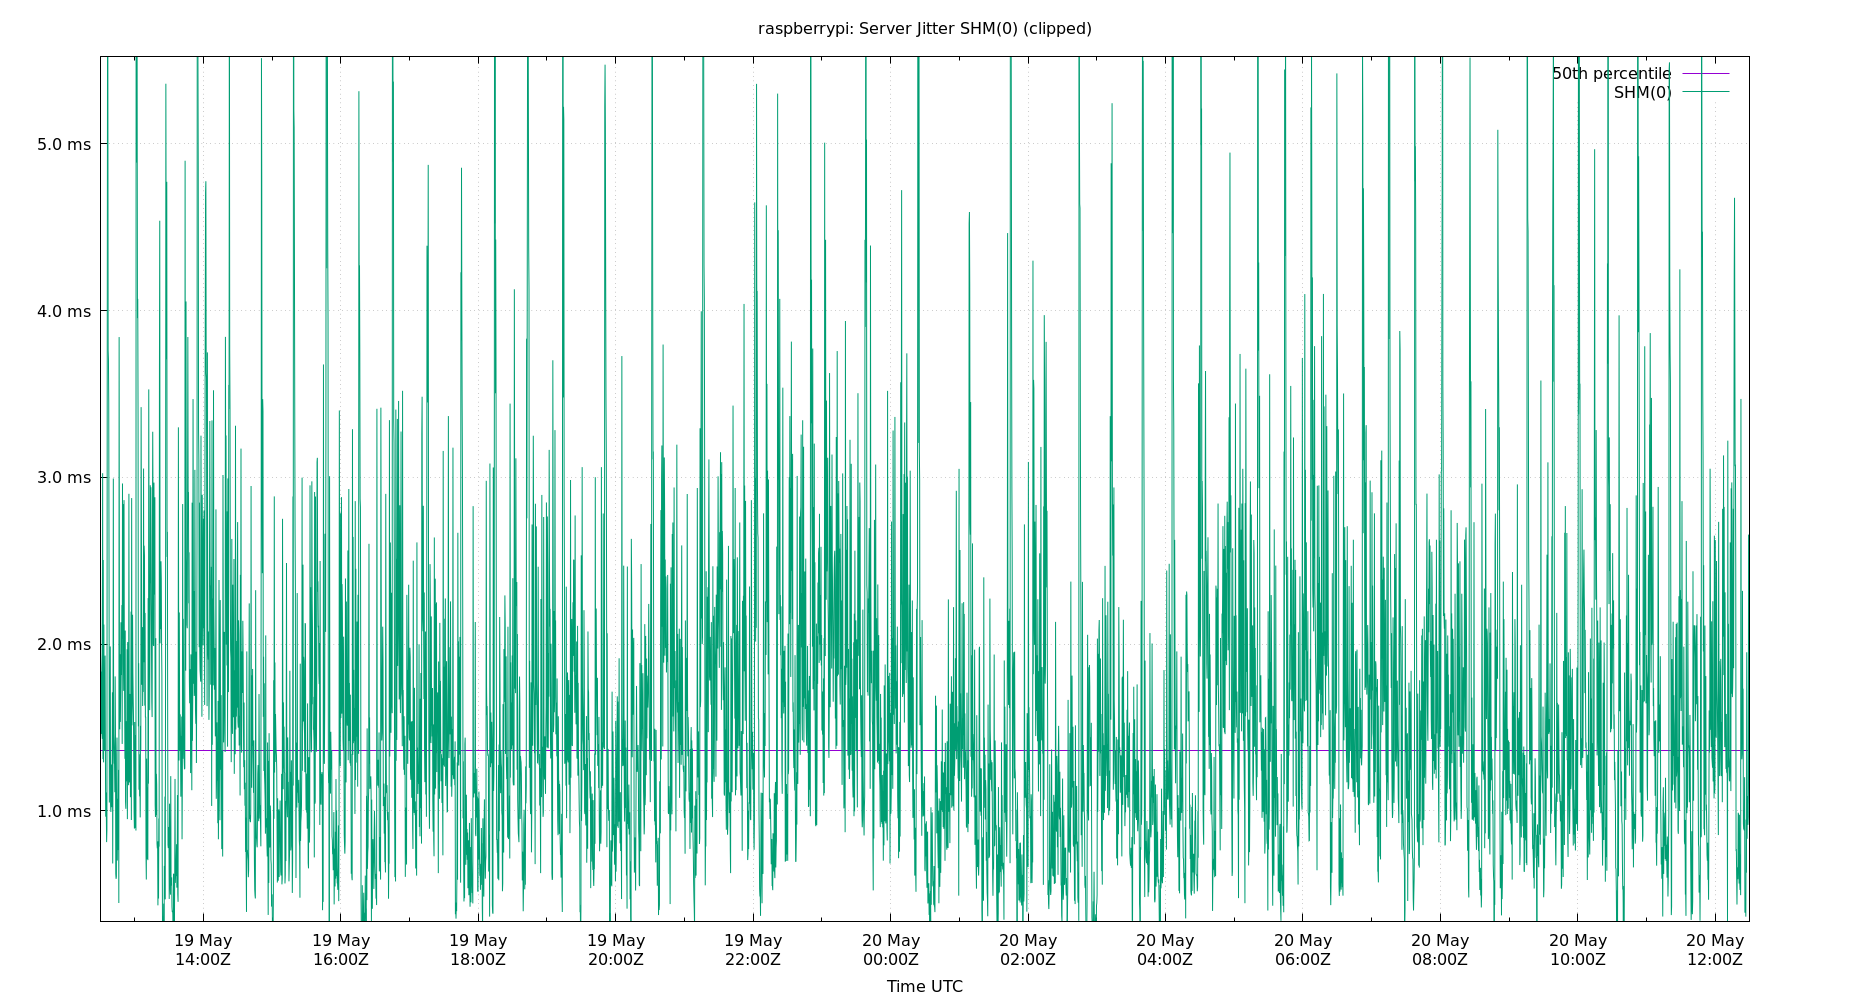 raspberrypi: Server Jitter SHM(0) (clipped)
50th percentile
SHM(0)
5.0 ms
4.0 ms
3.0 ms
2.0 ms
1.0 ms
19 May 19 May 19 May 19 May 19 May 20 May 20 May 20 May 20 May 20 May 20 May 20 May
14:00Z 16:00Z 18:00Z 20:00Z 22:00Z 00:00Z 02:00Z 04:00Z 06:00Z 08:00Z 10:00Z 12:00Z
Time UTC